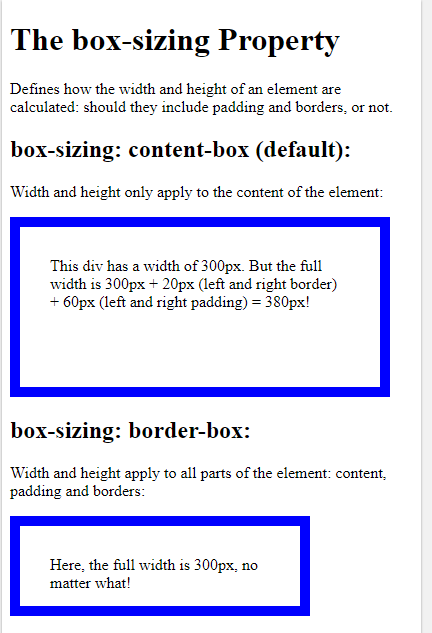 The box-sizing Property
Defines how the width and height of an element are
calculated: should they include padding and borders, or not.
box-sizing: content-box (default):
Width and height only apply to the content of the element:
This div has a width of 300px. But the full
width is 300px + 20px (left and right border)
+ 60px (left and right padding) = 380px!
box-sizing: border-box:
Width and height apply to all parts of the element: content,
padding and borders:
Here, the full width is 300px, no
matter what!